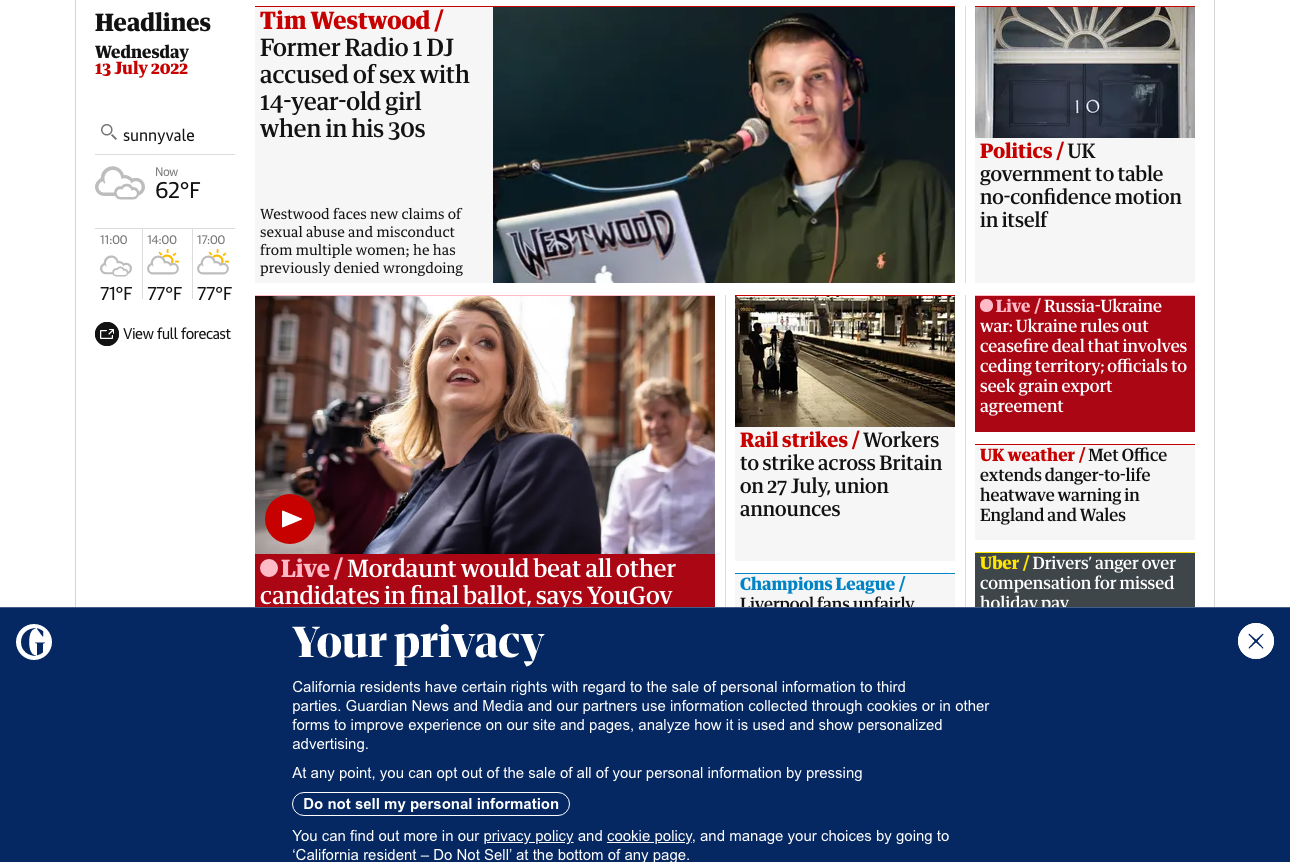 Headlines
Wednesday
13 July 2022
sunnyvale
Now
62°F
11:00
14:00
17:00
71°F
77°F
77°F
View full forecast
Tim Westwood /
Former Radio 1 DJ
accused of sex with
14-year-old girl
when in his 30s
Westwood faces new claims of
sexual abuse and misconduct
from multiple women; he has
previously denied wrongdoing
WESTWOOD
10
Politics / UK
government to table
no-confidence motion
in itself
Live / Mordaunt would beat all other
candidates in final ballot, says YouGov
Rail strikes / Workers
to strike across Britain
on 27 July, union
announces
Champions League /
Liverpool fans unfairly
Live / Russia-Ukraine
war: Ukraine rules out
ceasefire deal that involves
ceding territory; officials to
seek grain export
agreement
UK weather / Met Office
extends danger-to-life
heatwave warning in
England and Wales
Uber / Drivers’ anger over
compensation for missed
holiday pay
G
Your privacy
California residents have certain rights with regard to the sale of personal information to third
parties. Guardian News and Media and our partners use information collected through cookies or in other
forms to improve experience on our site and pages, analyze how it is used and show personalized
advertising.
At any point, you can opt out of the sale of all of your personal information by pressing
Do not sell my personal information
You can find out more in our privacy policy and cookie policy, and manage your choices by going to
‘California resident – Do Not Sell’ at the bottom of any page.